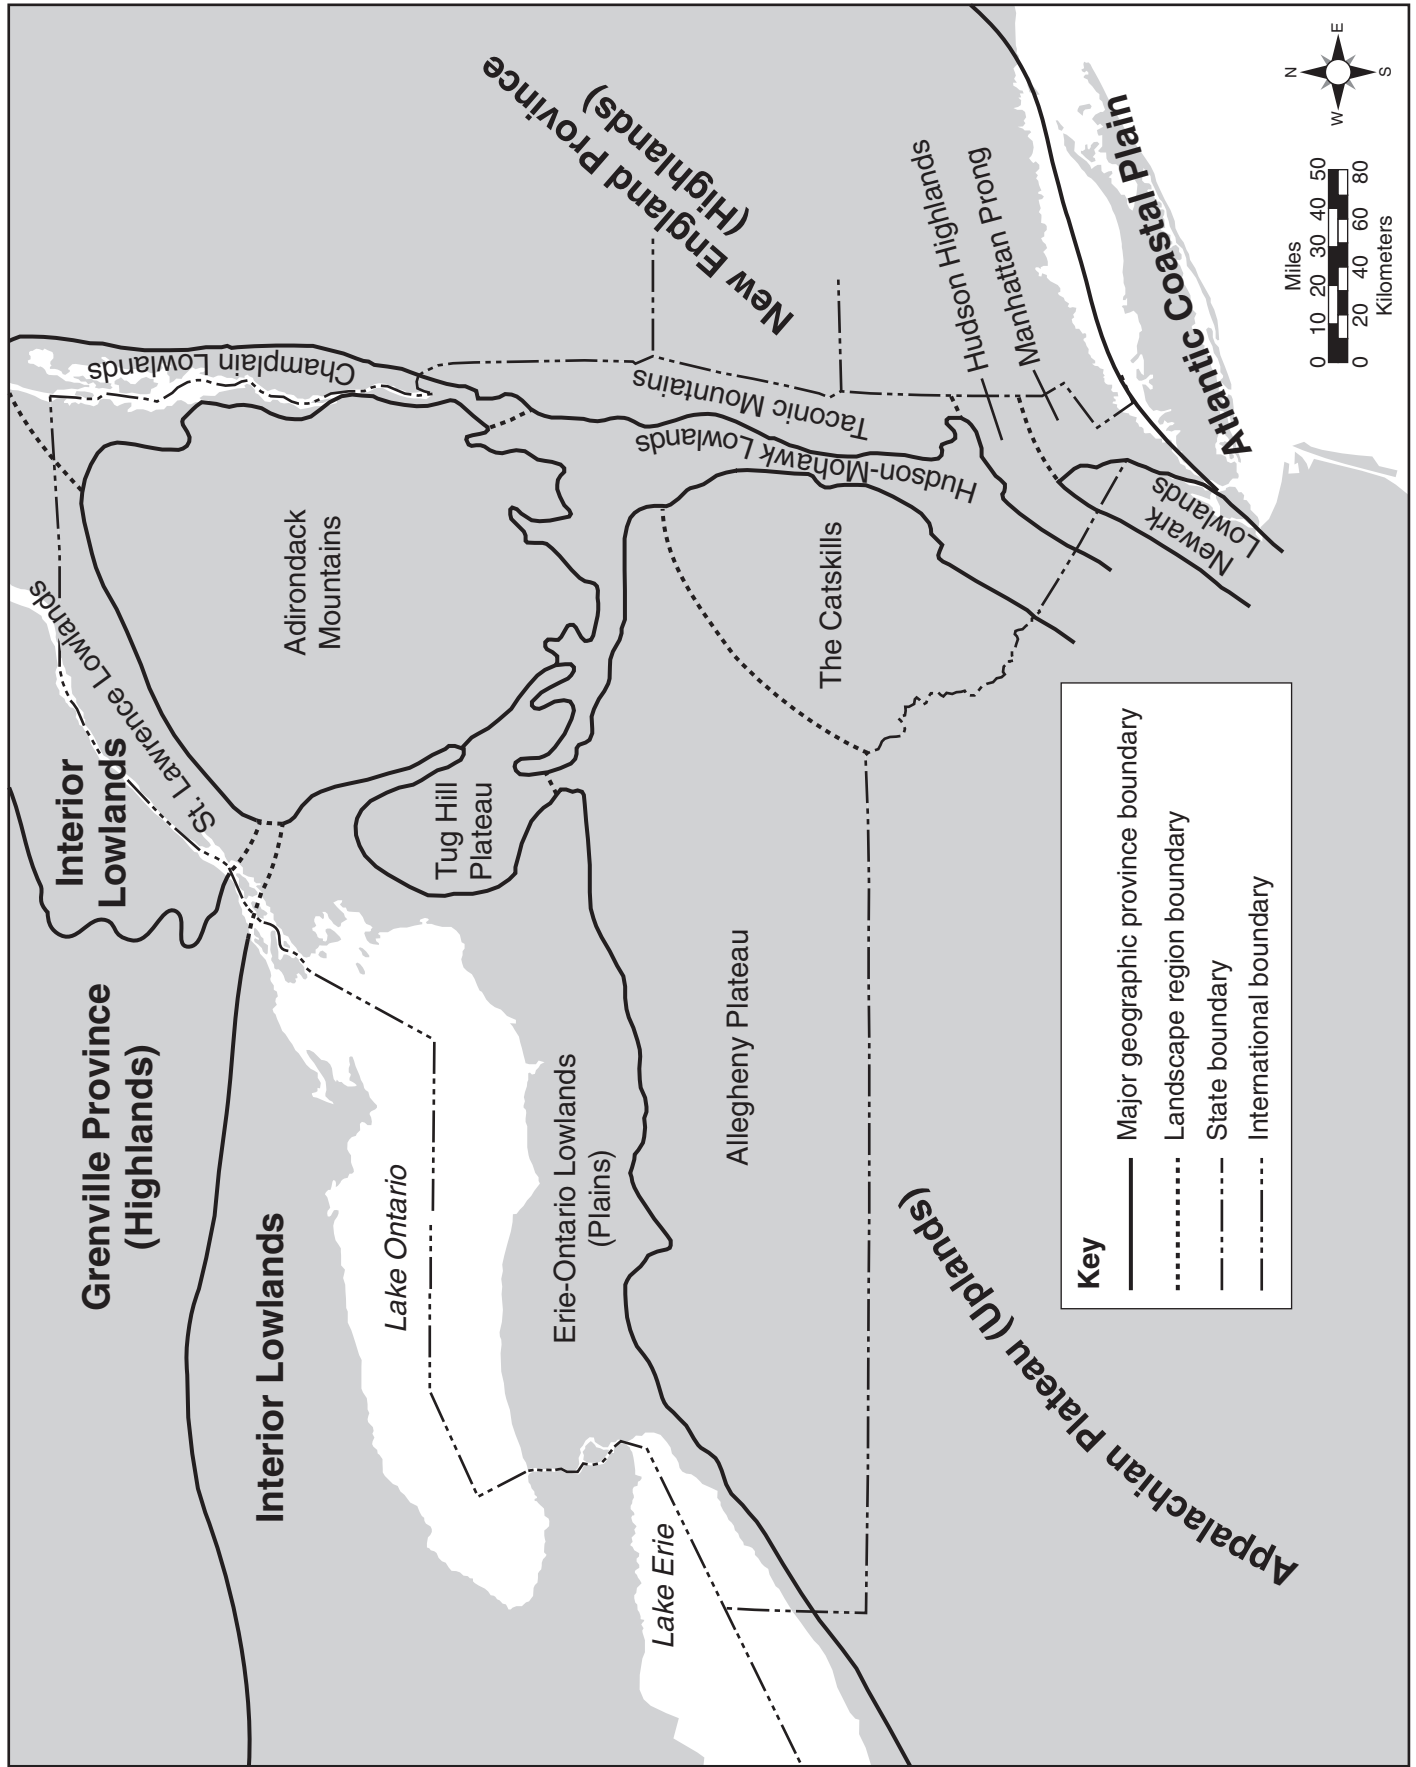 Grenville Province
(Highlands)
Interior
Lowlands
St. Lawrence Lowlands
Champlain Lowlands
Adirondack
Mountains
Interior Lowlands
Tug Hill
Plateau
Lake Ontario
Erie-Ontario Lowlands
(Plains)
Lake Erie
Allegheny Plateau
The Catskills
Hudson-Mohawk Lowlands
Taconic Mountains
New England Province
(Highlands)
Hudson Highlands
Manhattan Prong
Newark
Lowlands
Atlantic Coastal Plain
Appalachian Plateau (Uplands)
Key
Major geographic province boundary
Landscape region boundary
State boundary
International boundary
Miles
0 10 20 30 40 50
0 20 40 60 80
Kilometers
N
W E
S